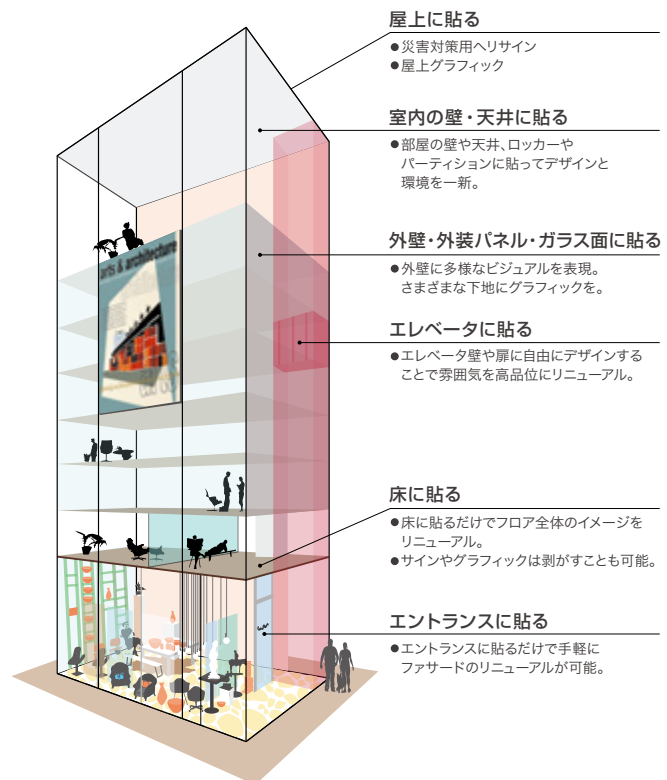 屋上に貼る
●災害対策用ヘリサイン
●屋上グラフィック
室内の壁・天井に貼る
●部屋の壁や天井、ロッカーや
パーティションに貼ってデザインと
環境を一新。
外壁・外装パネル・ガラス面に貼る
●外壁に多様なビジュアルを表現。
さまざまな下地にグラフィックを。
arts & architecture
エレベータに貼る
●エレベータ壁や扉に自由にデザインする
ことで雰囲気を高品位にリニューアル。
床に貼る
●床に貼るだけでフロア全体のイメージを
リニューアル。
●サインやグラフィックは剥がすことも可能。
エントランスに貼る
●エントランスに貼るだけで手軽に
ファサードのリニューアルが可能。